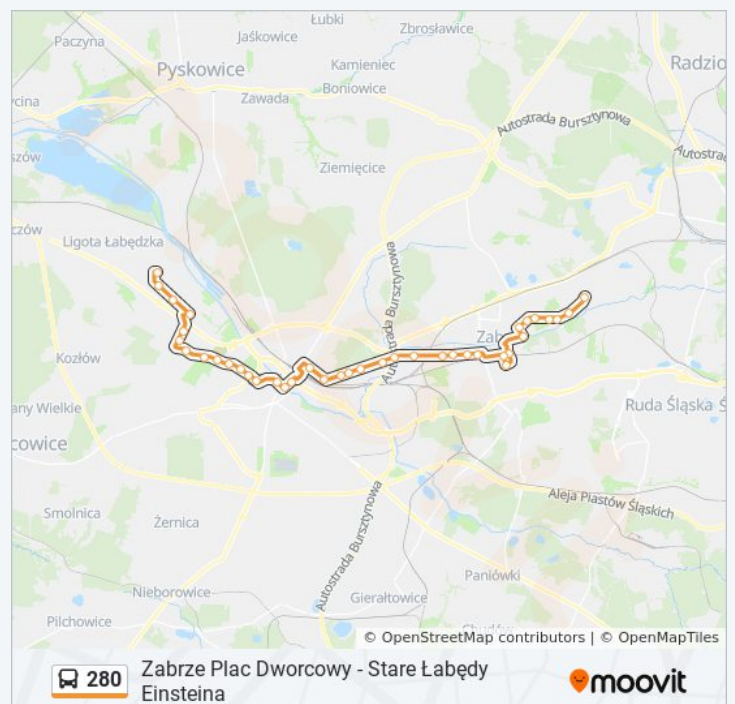 Łubki
Zbrosławice
Paczyna
Jaśkowice
Kamieniec
Pyskowice
Radzio
Boniowice
Zawada
ycina
Autostrada Bursztynowa
Autostrad
szów
Ziemięcice
czów
Ligota Łabędzka
Autostrada Bursztynowa
Zab
Kozłów
any Wielkie
Ruda Śląska Ś
cowice
Aleja Piastów Śląskich
Smolnica
Żernica
Autostrada Bursztynowa
Paniówki
Nieborowice
Gierałtowice
Pilchowice
© OpenStreetMap contributors | © OpenMapTiles
280
Zabrze Plac Dworcowy - Stare Łabędy
Einsteina
moovit